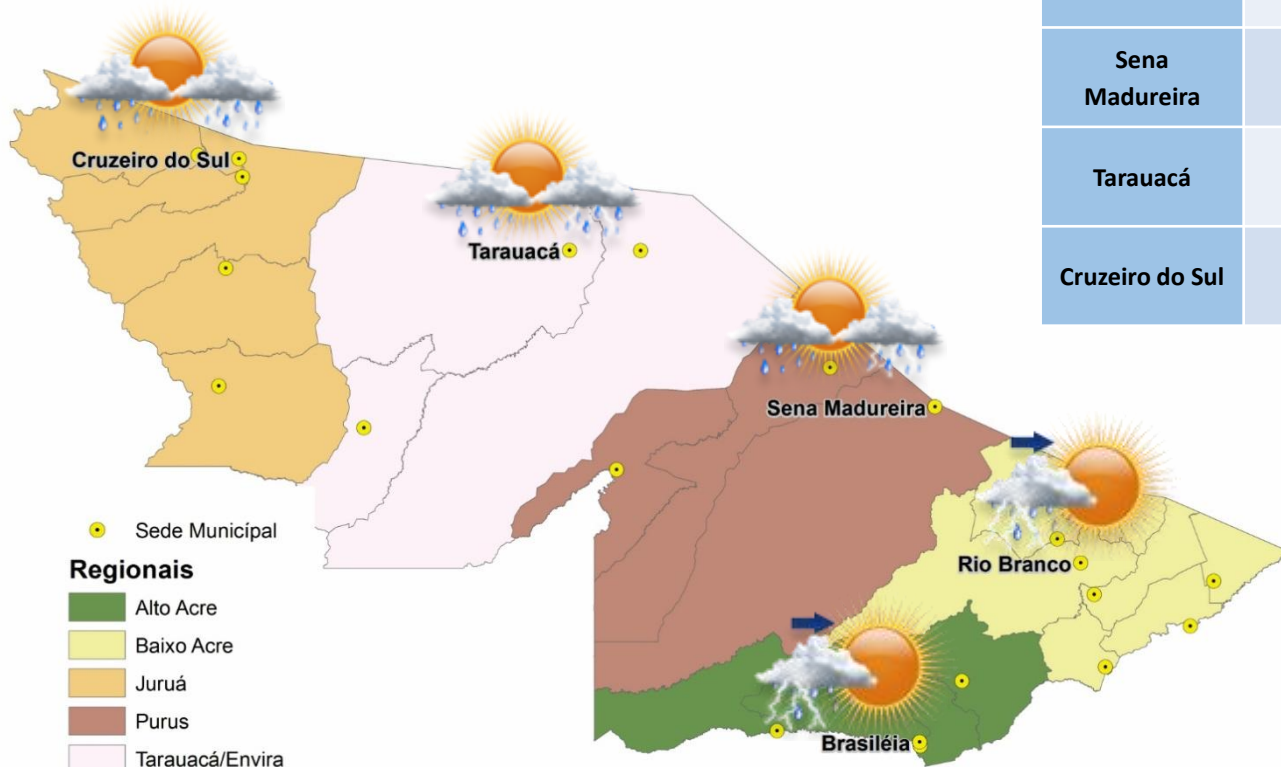 Sena
Madureira
Tarauacá
Cruzeiro do Sul
Cruzeiro do Sul
Tarauacá
Sena Madureira
Rio Branco
Brasiléia
Sede Municípal
Regionais
Alto Acre
Baixo Acre
Juruá
Purus
Tarauacá/Envira